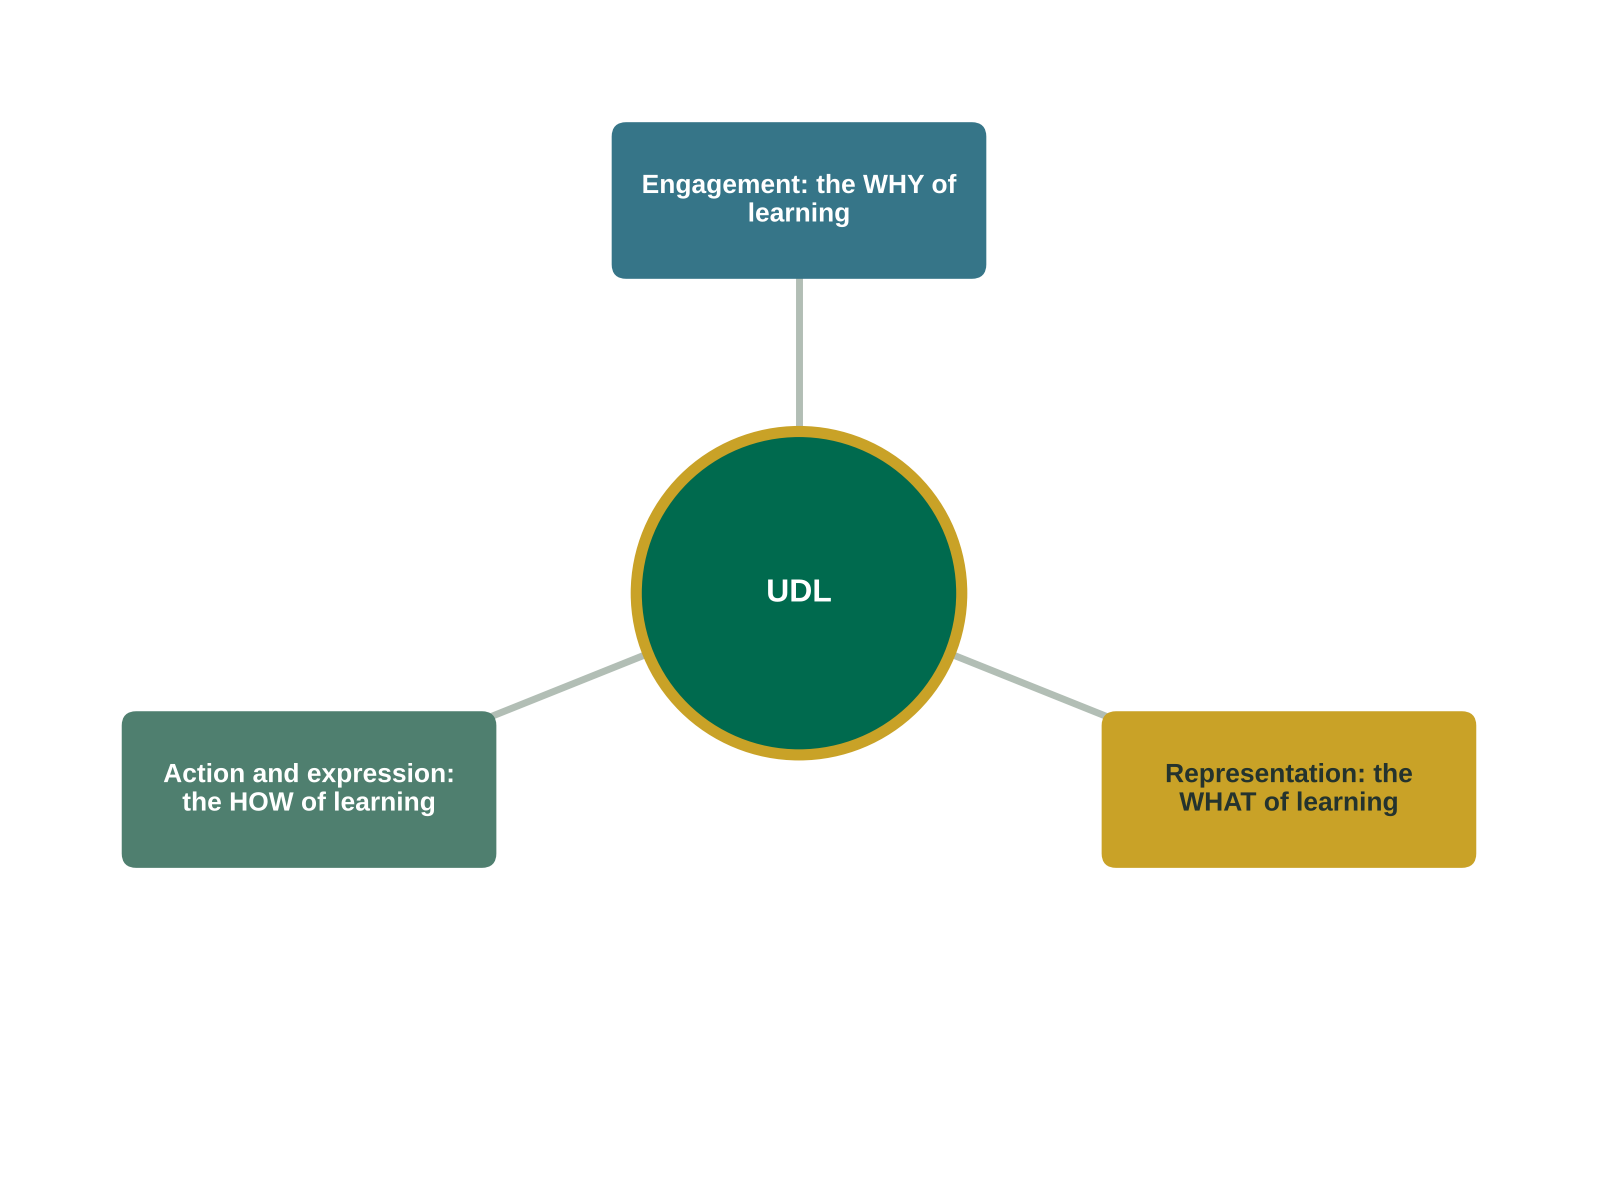 Engagement: the WHY of
learning
UDL
Action and expression:
the HOW of learning
Representation: the
WHAT of learning